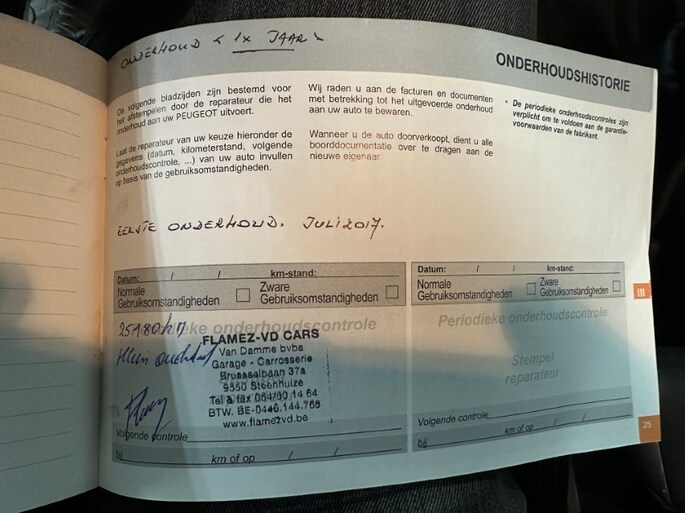 ONDERHOUD < 1x JAAR >
ONDERHOUDSHISTORIE
De volgende bladzijden zijn bestemd voor
het afstempelen door de reparateur die het
onderhoud aan uw PEUGEOT uitvoert.
Laat de reparateur van uw keuze hieronder de
gegevens (datum, kilometerstand, volgende
onderhoudscontrole, ...) van uw auto invullen
op basis van de gebruiksomstandigheden.
Wij raden u aan de facturen en documenten
met betrekking tot het uitgevoerde onderhoud
aan uw auto te bewaren.
Wanneer u de auto doorverkoopt, dient u alle
boorddocumentatie over te dragen aan de
nieuwe eigenaar.
• De periodieke onderhoudscontroles zijn
verplicht om te voldoen aan de garantie-
voorwaarden van de fabrikant.
EERSTE ONDERHOUD. JULI 2017.
Datum: / / km-stand:
Normale
Gebruiksomstandigheden
Zware
Gebruiksomstandigheden
Periodieke onderhoudscontrole
FLAMEZ-VD CARS
Van Damme bvba
Garage - Carrosserie
Brusselbaan 37a
9550 Steenhuize
Tel & fax 054/50 14 64
BTW. BE-0446.144.768
www.flamezvd.be
Volgende controle
bij km of op / /
Datum: / / km-stand:
Normale
Gebruiksomstandigheden
Zware
Gebruiksomstandigheden
Periodieke onderhoudscontrole
Stempel
reparateur
Volgende controle
bij km of op / /
III
25